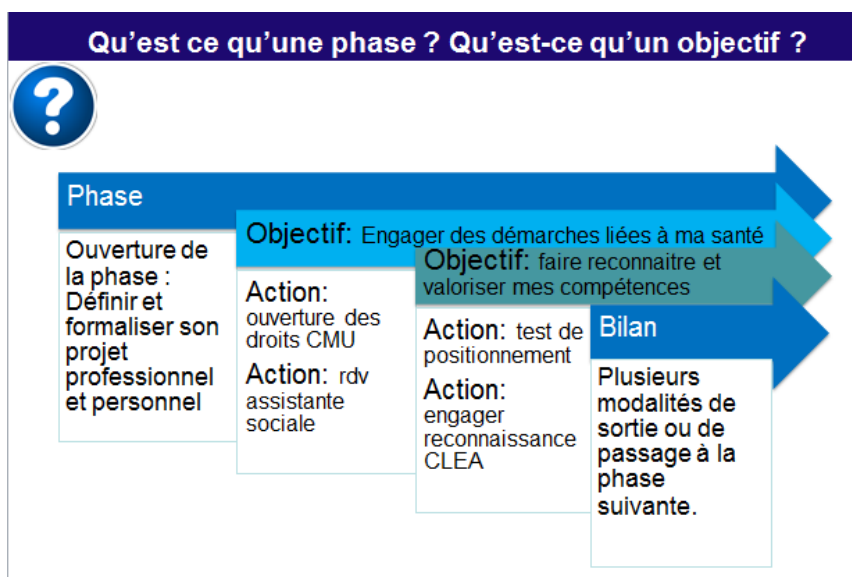 Qu'est ce qu'une phase ? Qu'est-ce qu'un objectif ?
?
Phase
Ouverture de
la phase :
Définir et
formaliser son
projet
professionnel
et personnel
Objectif: Engager des démarches liées à ma santé
Action:
ouverture des
droits CMU
Action: rdv
assistante
sociale
Objectif: faire reconnaitre et
valoriser mes compétences
Action: test de
positionnement
Action:
engager
reconnaissance
CLEA
Bilan
Plusieurs
modalités de
sortie ou de
passage à la
phase
suivante.